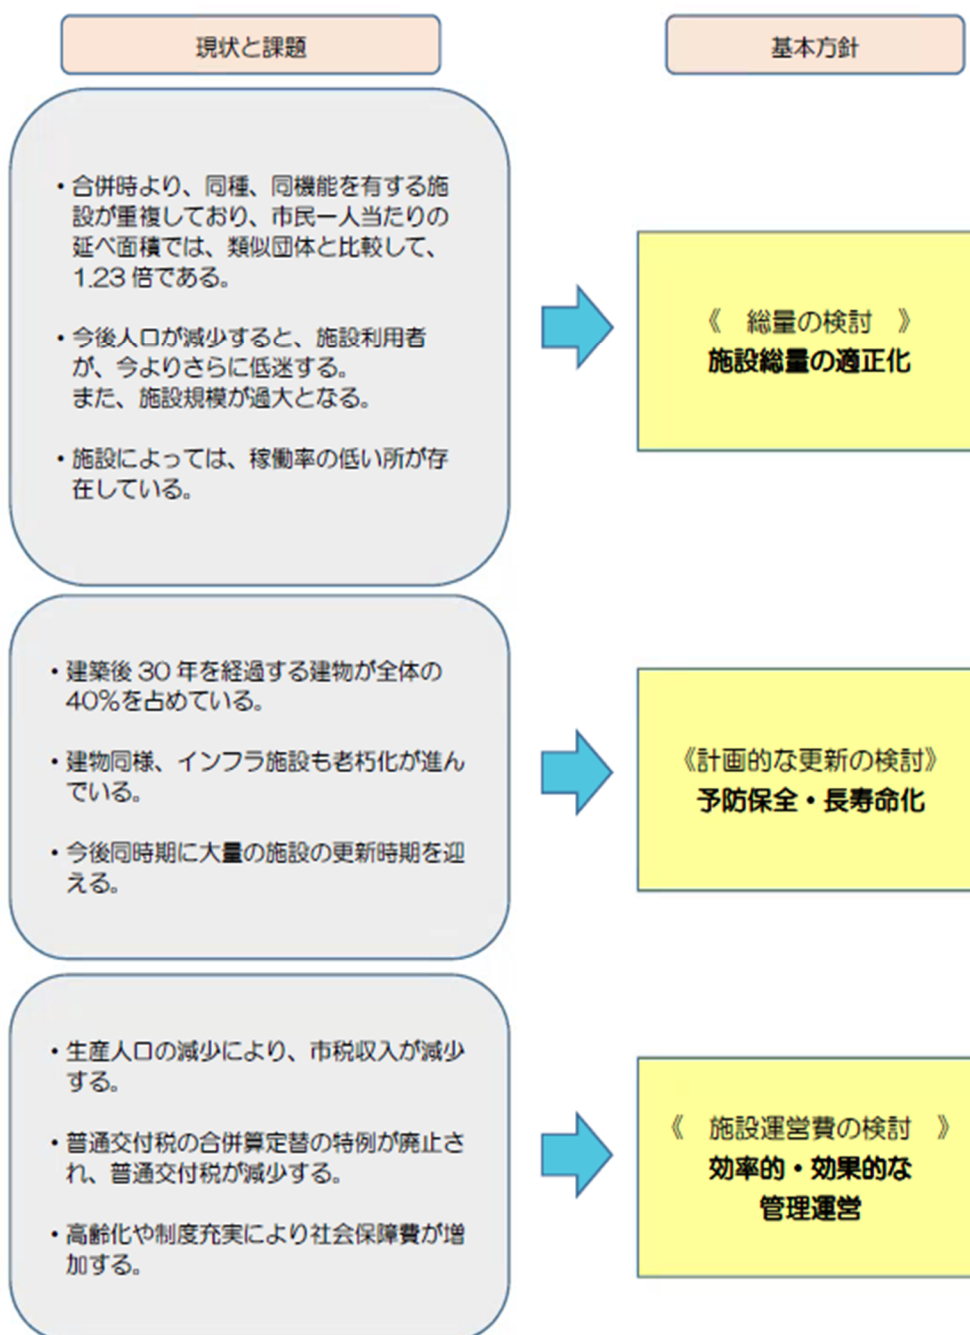 現状と課題
基本方針
・合併時より、同種、同機能を有する施
設が重複しており、市民一人当たりの
延べ面積では、類似団体と比較して、
1.23 倍である。
・今後人口が減少すると、施設利用者
が、今よりさらに低迷する。
また、施設規模が過大となる。
・施設によっては、稼働率の低い所が存
在している。
《　総量の検討　》
施設総量の適正化
・建築後 30 年を経過する建物が全体の
40％を占めている。
・建物同様、インフラ施設も老朽化が進ん
でいる。
・今後同時期に大量の施設の更新時期を迎
える。
《計画的な更新の検討》
予防保全・長寿命化
・生産人口の減少により、市税収入が減少
する。
・普通交付税の合併算定替の特例が廃止さ
れ、普通交付税が減少する。
・高齢化や制度充実により社会保障費が増
加する。
《　施設運営費の検討　》
効率的・効果的な
管理運営